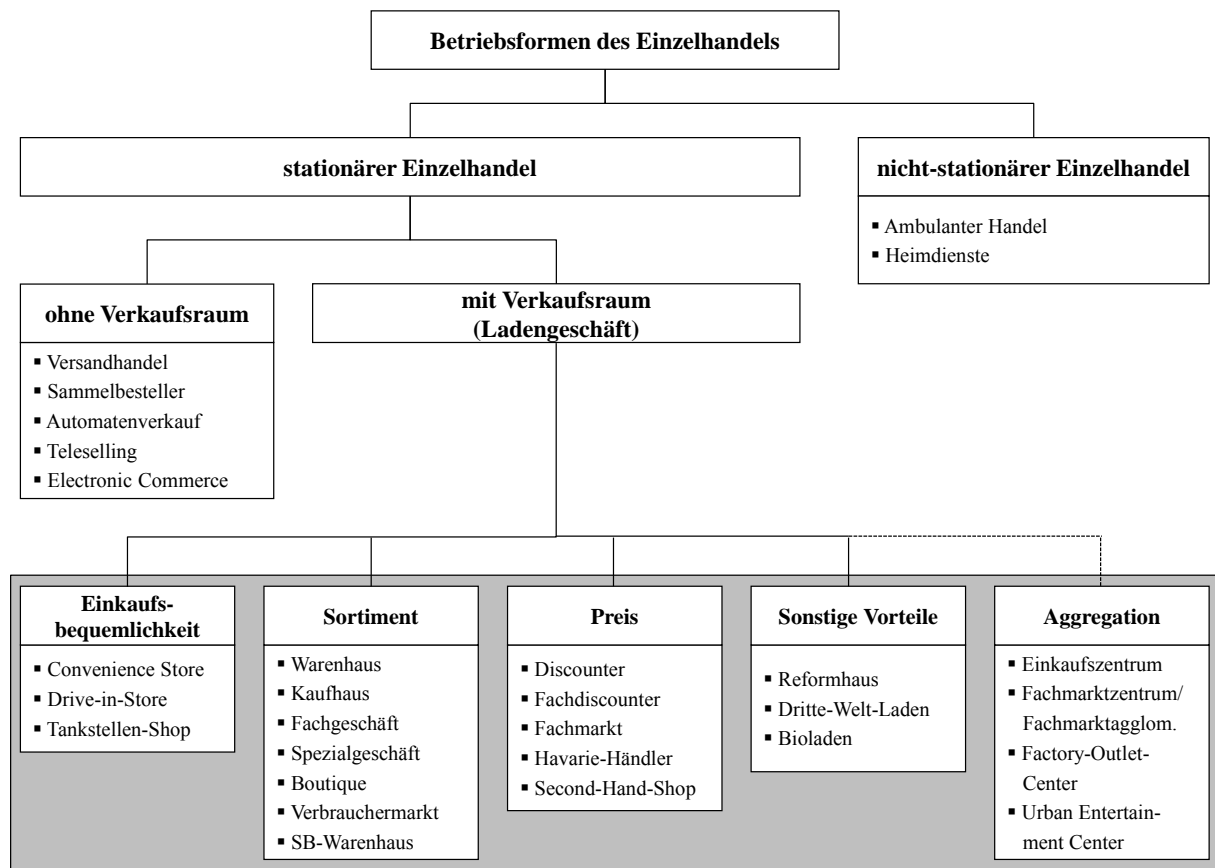 Betriebsformen des Einzelhandels
stationärer Einzelhandel
nicht-stationärer Einzelhandel
▪ Ambulanter Handel
▪ Heimdienste
ohne Verkaufsraum
▪ Versandhandel
▪ Sammelbesteller
▪ Automatenverkauf
▪ Teleselling
▪ Electronic Commerce
mit Verkaufsraum
(Ladengeschäft)
Einkaufs-
bequemlichkeit
▪ Convenience Store
▪ Drive-in-Store
▪ Tankstellen-Shop
Sortiment
▪ Warenhaus
▪ Kaufhaus
▪ Fachgeschäft
▪ Spezialgeschäft
▪ Boutique
▪ Verbrauchermarkt
▪ SB-Warenhaus
Preis
▪ Discounter
▪ Fachdiscounter
▪ Fachmarkt
▪ Havarie-Händler
▪ Second-Hand-Shop
Sonstige Vorteile
▪ Reformhaus
▪ Dritte-Welt-Laden
▪ Bioladen
Aggregation
▪ Einkaufszentrum
▪ Fachmarktzentrum/
Fachmarktagglom.
▪ Factory-Outlet-
Center
▪ Urban Entertain-
ment Center